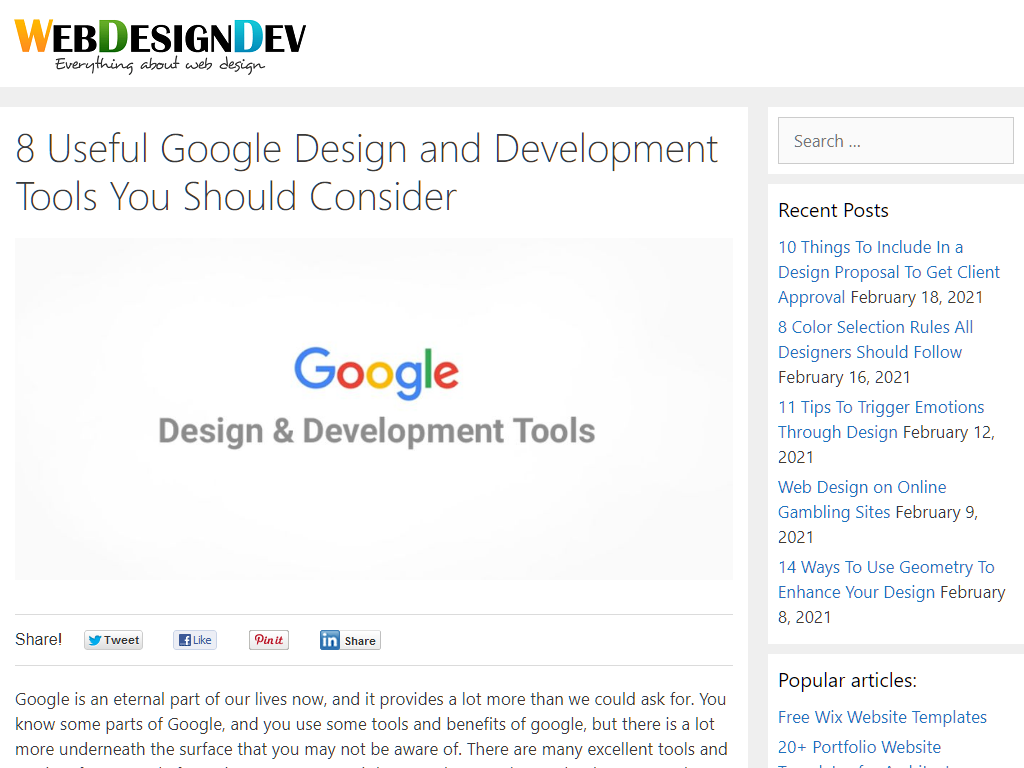 WEBDESIGNDEV
Everything about web design
8 Useful Google Design and Development
Tools You Should Consider
Google
Design & Development Tools
Share!
Tweet
Like
Pin it
in Share
Google is an eternal part of our lives now, and it provides a lot more than we could ask for. You
know some parts of Google, and you use some tools and benefits of google, but there is a lot
more underneath the surface that you may not be aware of. There are many excellent tools and
Search ...
Recent Posts
10 Things To Include In a
Design Proposal To Get Client
Approval February 18, 2021
8 Color Selection Rules All
Designers Should Follow
February 16, 2021
11 Tips To Trigger Emotions
Through Design February 12,
2021
Web Design on Online
Gambling Sites February 9,
2021
14 Ways To Use Geometry To
Enhance Your Design February
8, 2021
Popular articles:
Free Wix Website Templates
20+ Portfolio Website